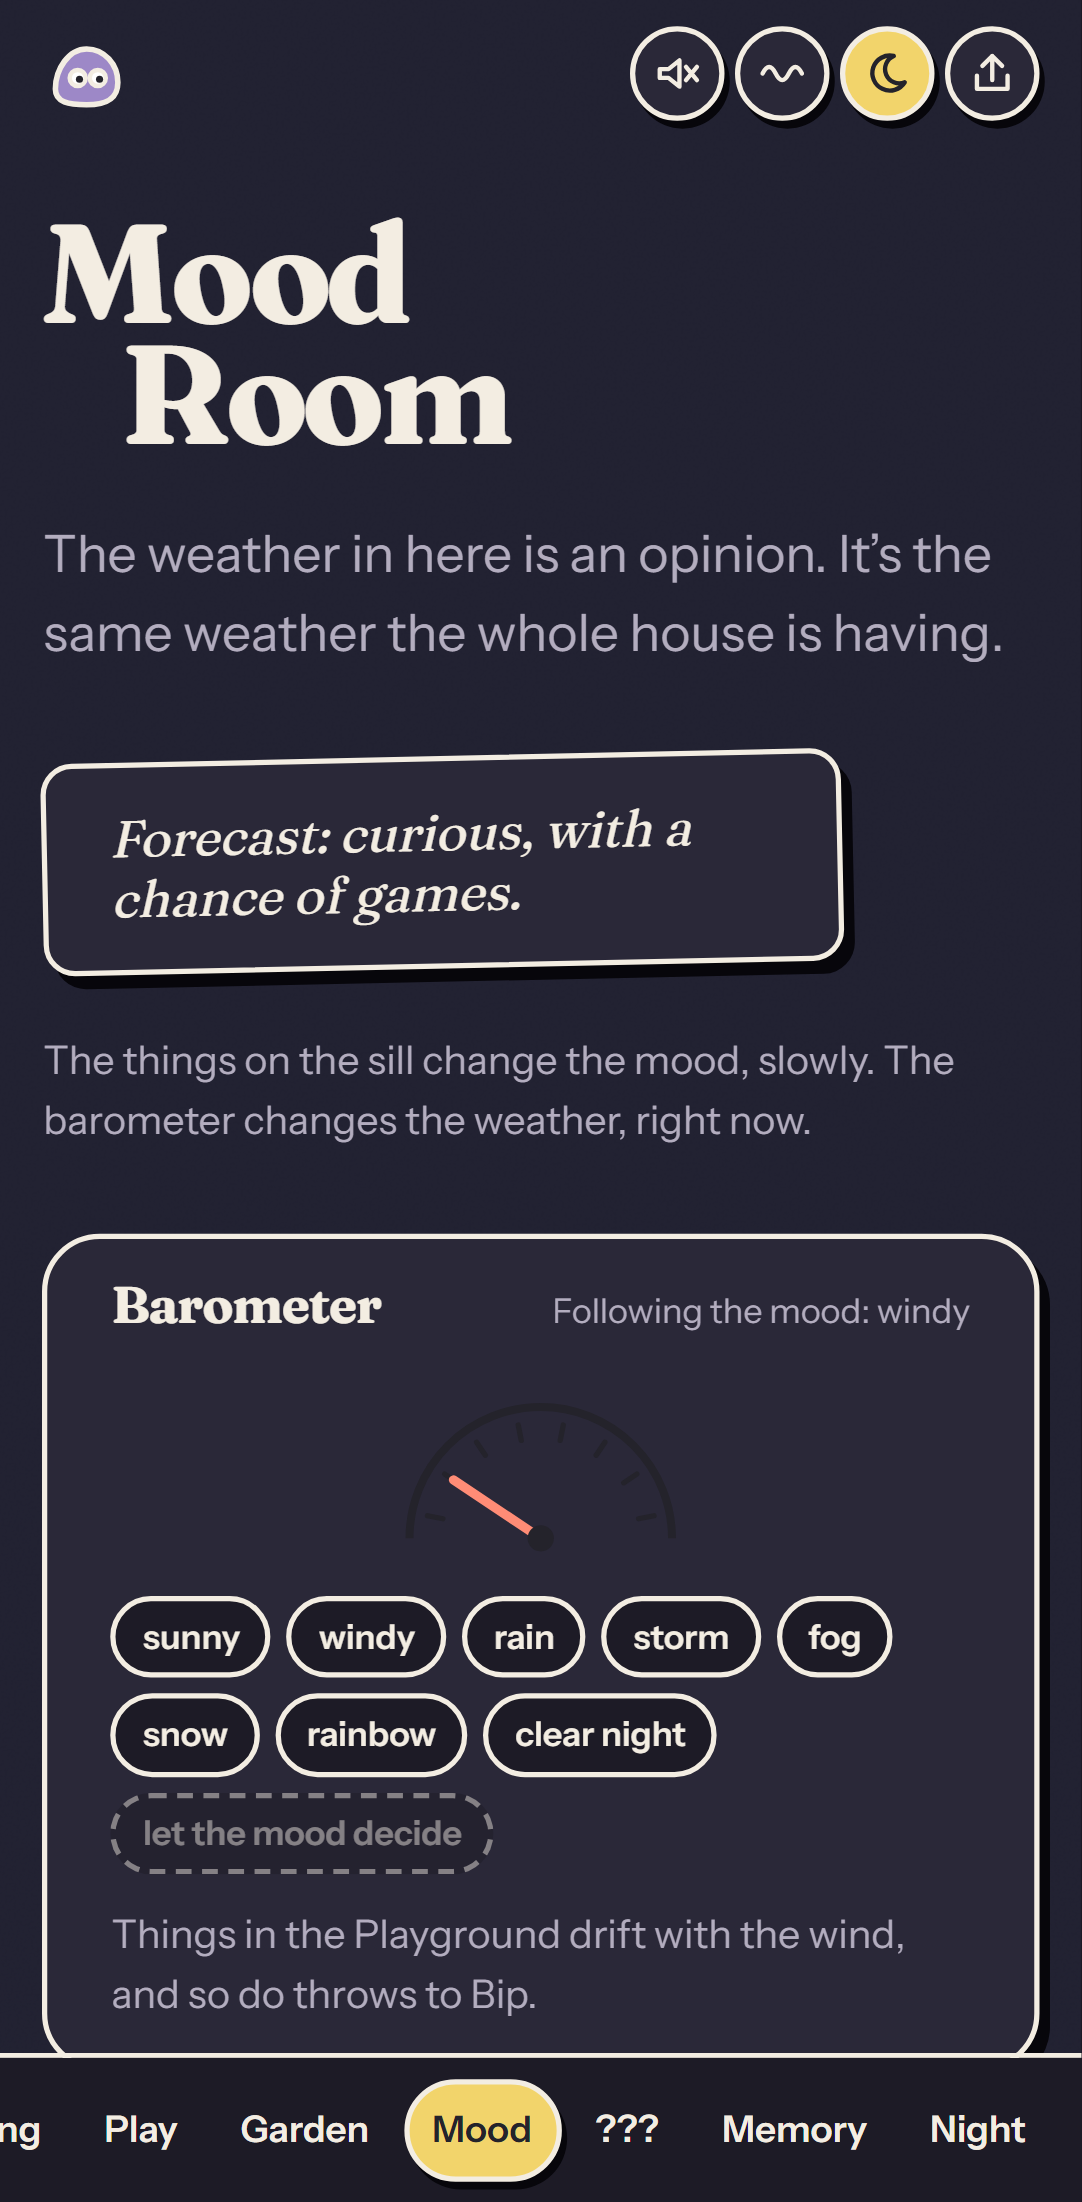 Mood
Room
The weather in here is an opinion. It’s the
same weather the whole house is having.
Forecast: curious, with a
chance of games.
The things on the sill change the mood, slowly. The
barometer changes the weather, right now.
Barometer
Following the mood: windy
sunny windy rain storm fog
snow rainbow clear night
let the mood decide
Things in the Playground drift with the wind,
and so do throws to Bip.
ng Play Garden Mood ??? Memory Night